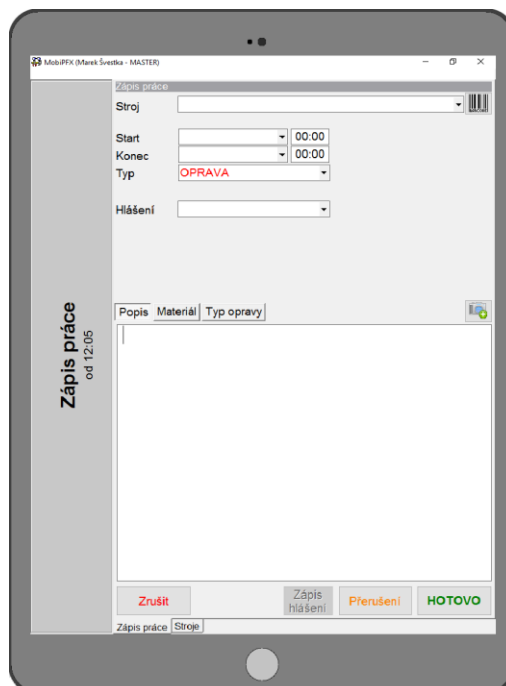 MobiPFX (Marek Švestka - MASTER)
Zápis práce
Stroj
Start 00:00
Konec 00:00
Typ OPRAVA
Hlášení
Zápis práce
od 12:05
Popis Materiál Typ opravy
Zrušit Zápis hlášení Přerušení HOTOVO
Zápis práce Stroje